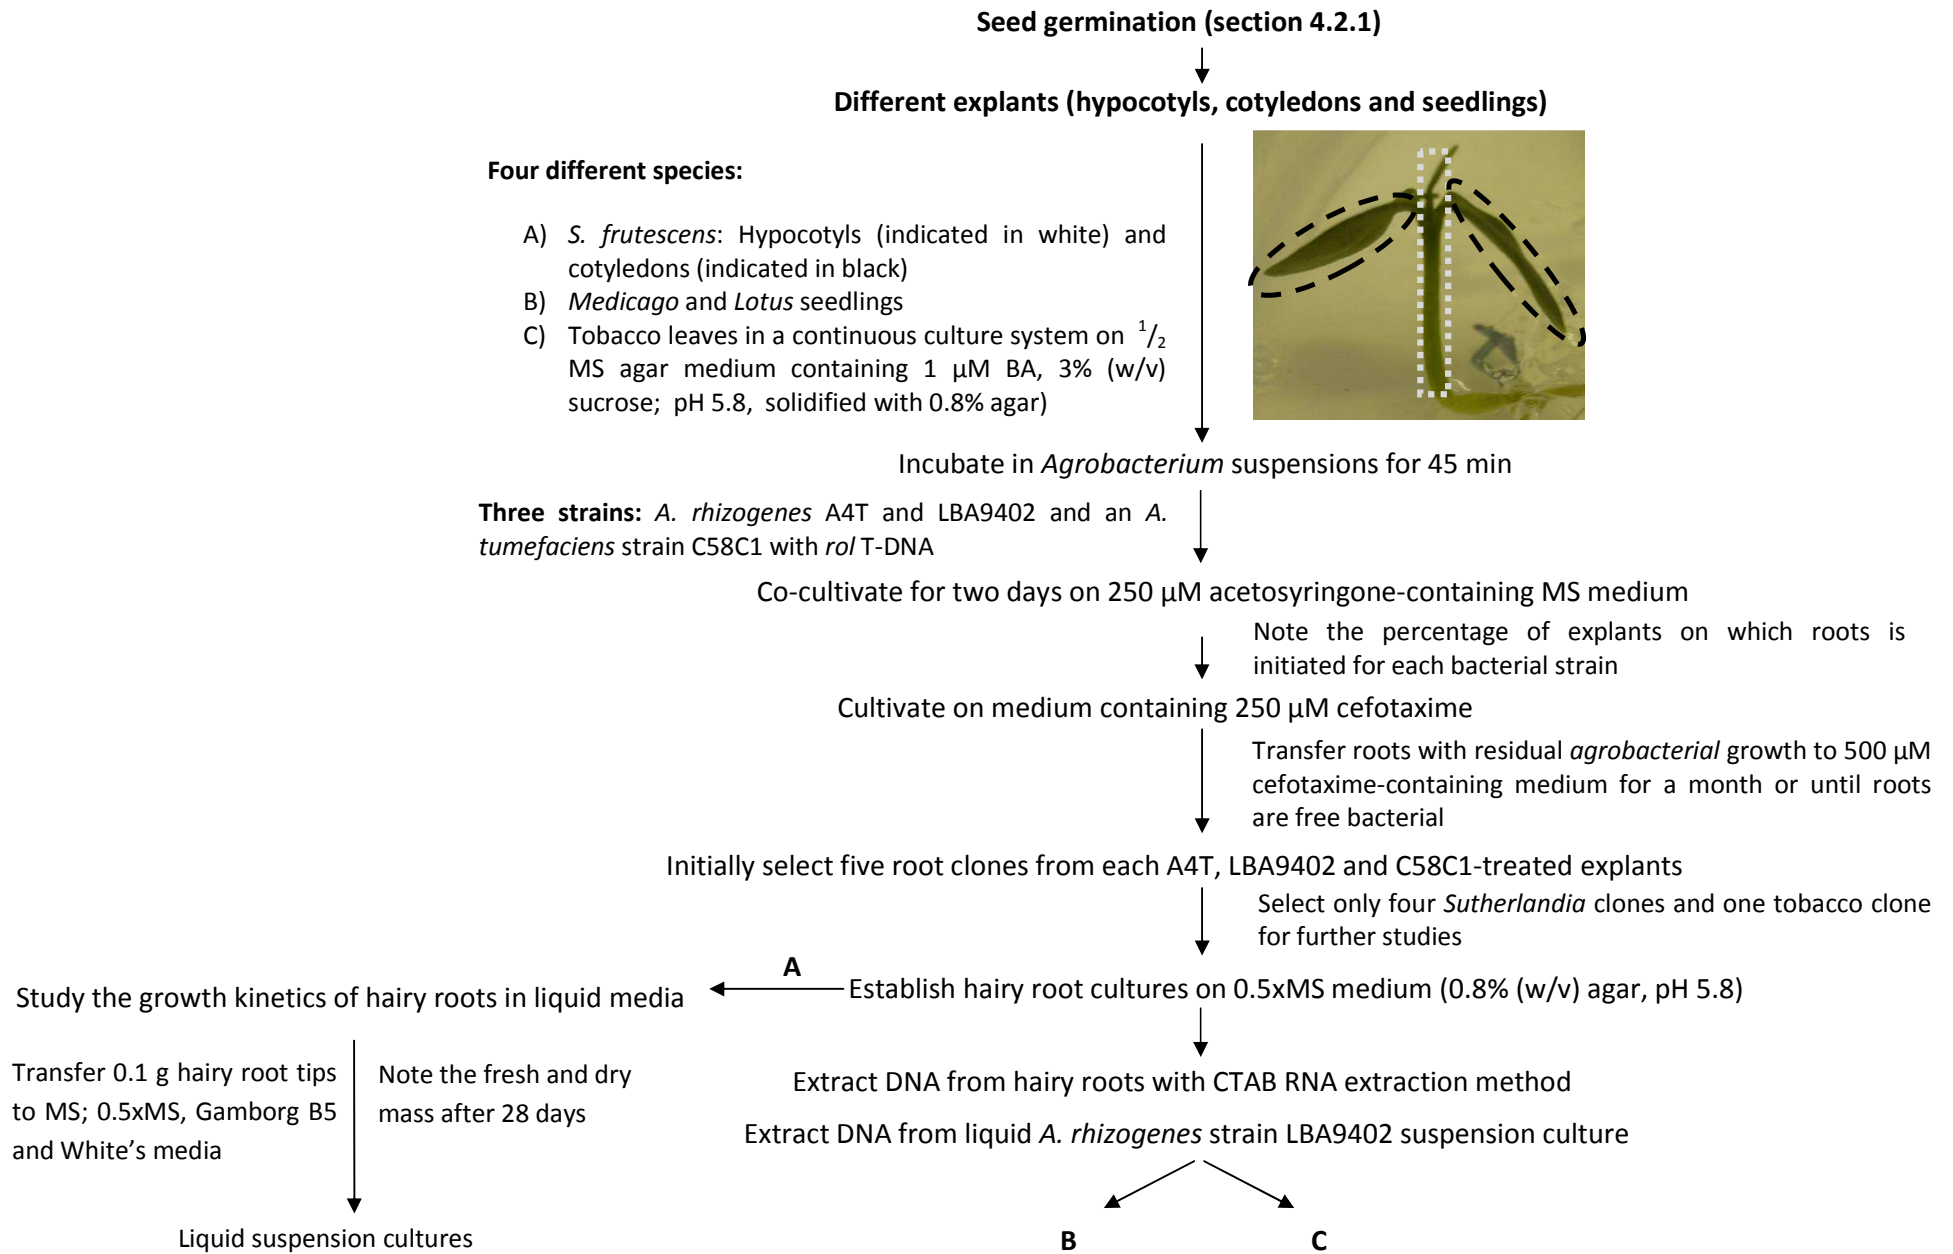 Seed germination (section 4.2.1)
Different explants (hypocotyls, cotyledons and seedlings)
Four different species:
A) S. frutescens: Hypocotyls (indicated in white) and
cotyledons (indicated in black)
B) Medicago and Lotus seedlings
C) Tobacco leaves in a continuous culture system on 1/2
MS agar medium containing 1 µM BA, 3% (w/v)
sucrose; pH 5.8, solidified with 0.8% agar)
Incubate in Agrobacterium suspensions for 45 min
Three strains: A. rhizogenes A4T and LBA9402 and an A.
tumefaciens strain C58C1 with rol T-DNA
Co-cultivate for two days on 250 µM acetosyringone-containing MS medium
Note the percentage of explants on which roots is
initiated for each bacterial strain
Cultivate on medium containing 250 µM cefotaxime
Transfer roots with residual agrobacterial growth to 500 µM
cefotaxime-containing medium for a month or until roots
are free bacterial
Initially select five root clones from each A4T, LBA9402 and C58C1-treated explants
Select only four Sutherlandia clones and one tobacco clone
for further studies
A
Study the growth kinetics of hairy roots in liquid media
Establish hairy root cultures on 0.5xMS medium (0.8% (w/v) agar, pH 5.8)
Transfer 0.1 g hairy root tips
to MS; 0.5xMS, Gamborg B5
and White's media
Note the fresh and dry
mass after 28 days
Extract DNA from hairy roots with CTAB RNA extraction method
Extract DNA from liquid A. rhizogenes strain LBA9402 suspension culture
Liquid suspension cultures
B
C